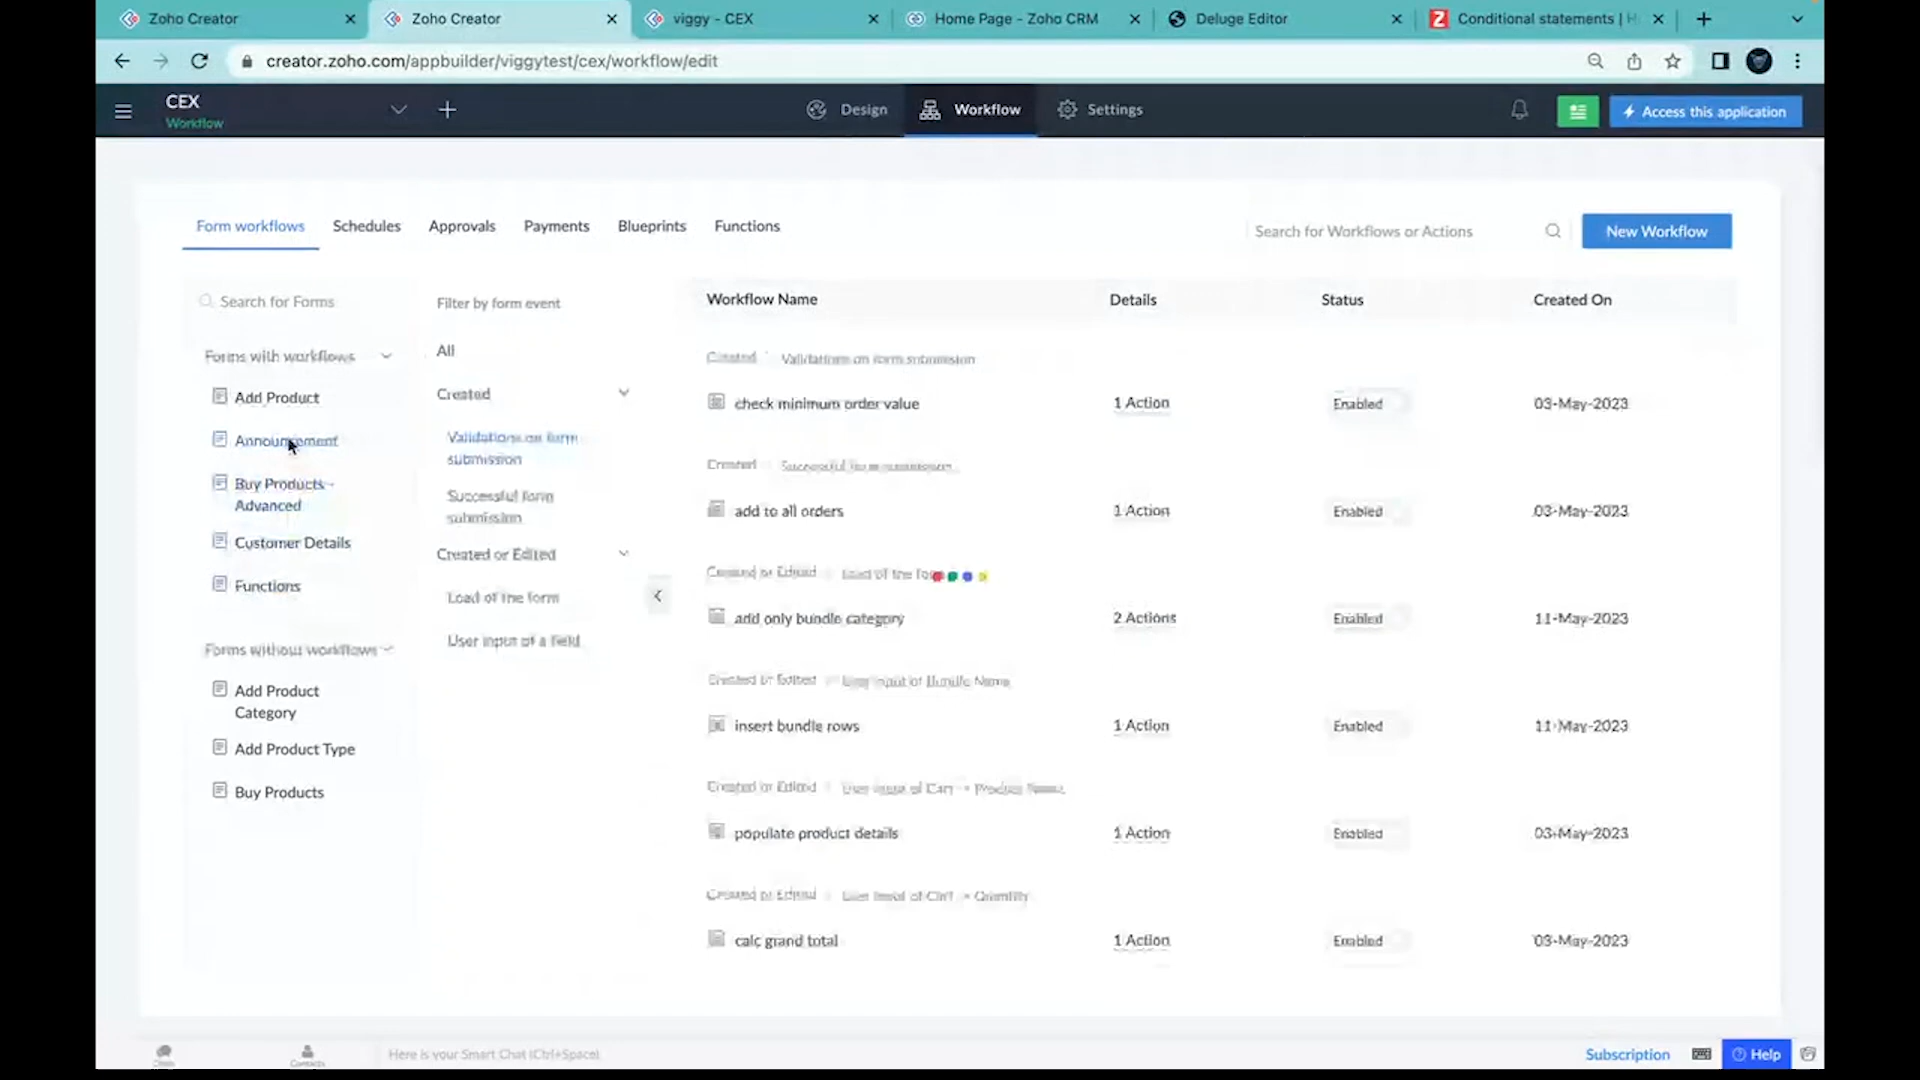 Zoho Creator
Zoho Creator
viggy - CEX
Home Page - Zoho CRM
Deluge Editor
Conditional statements | H
creator.zoho.com/appbuilder/viggytest/cex/workflow/edit
CEX
Workflow
Design
Workflow
Settings
Access this application
Form workflows
Schedules
Approvals
Payments
Blueprints
Functions
Search for Workflows or Actions
New Workflow
Search for Forms
Forms with workflows
Add Product
Announcement
Buy Products -
Advanced
Customer Details
Functions
Forms without workflows
Add Product
Category
Add Product Type
Buy Products
Filter by form event
All
Created
Validations on form
submission
Successful form
submission
Created or Edited
Load of the form
User input of a field
Workflow Name
Details
Status
Created On
Created Validations on form submission
check minimum order value
1 Action
Enabled
03-May-2023
Created Successful form submission
add to all orders
1 Action
Enabled
03-May-2023
Created or Edited Load of the form
add only bundle category
2 Actions
Enabled
11-May-2023
Created or Edited User input of Bundle Name
insert bundle rows
1 Action
Enabled
11-May-2023
Created or Edited User input of Cart -> Product Name
populate product details
1 Action
Enabled
03-May-2023
Created or Edited User input of Cart -> Quantity
calc grand total
1 Action
Enabled
03-May-2023
Chats
Contacts
Here is your Smart Chat (Ctrl+Space)
Subscription
Help